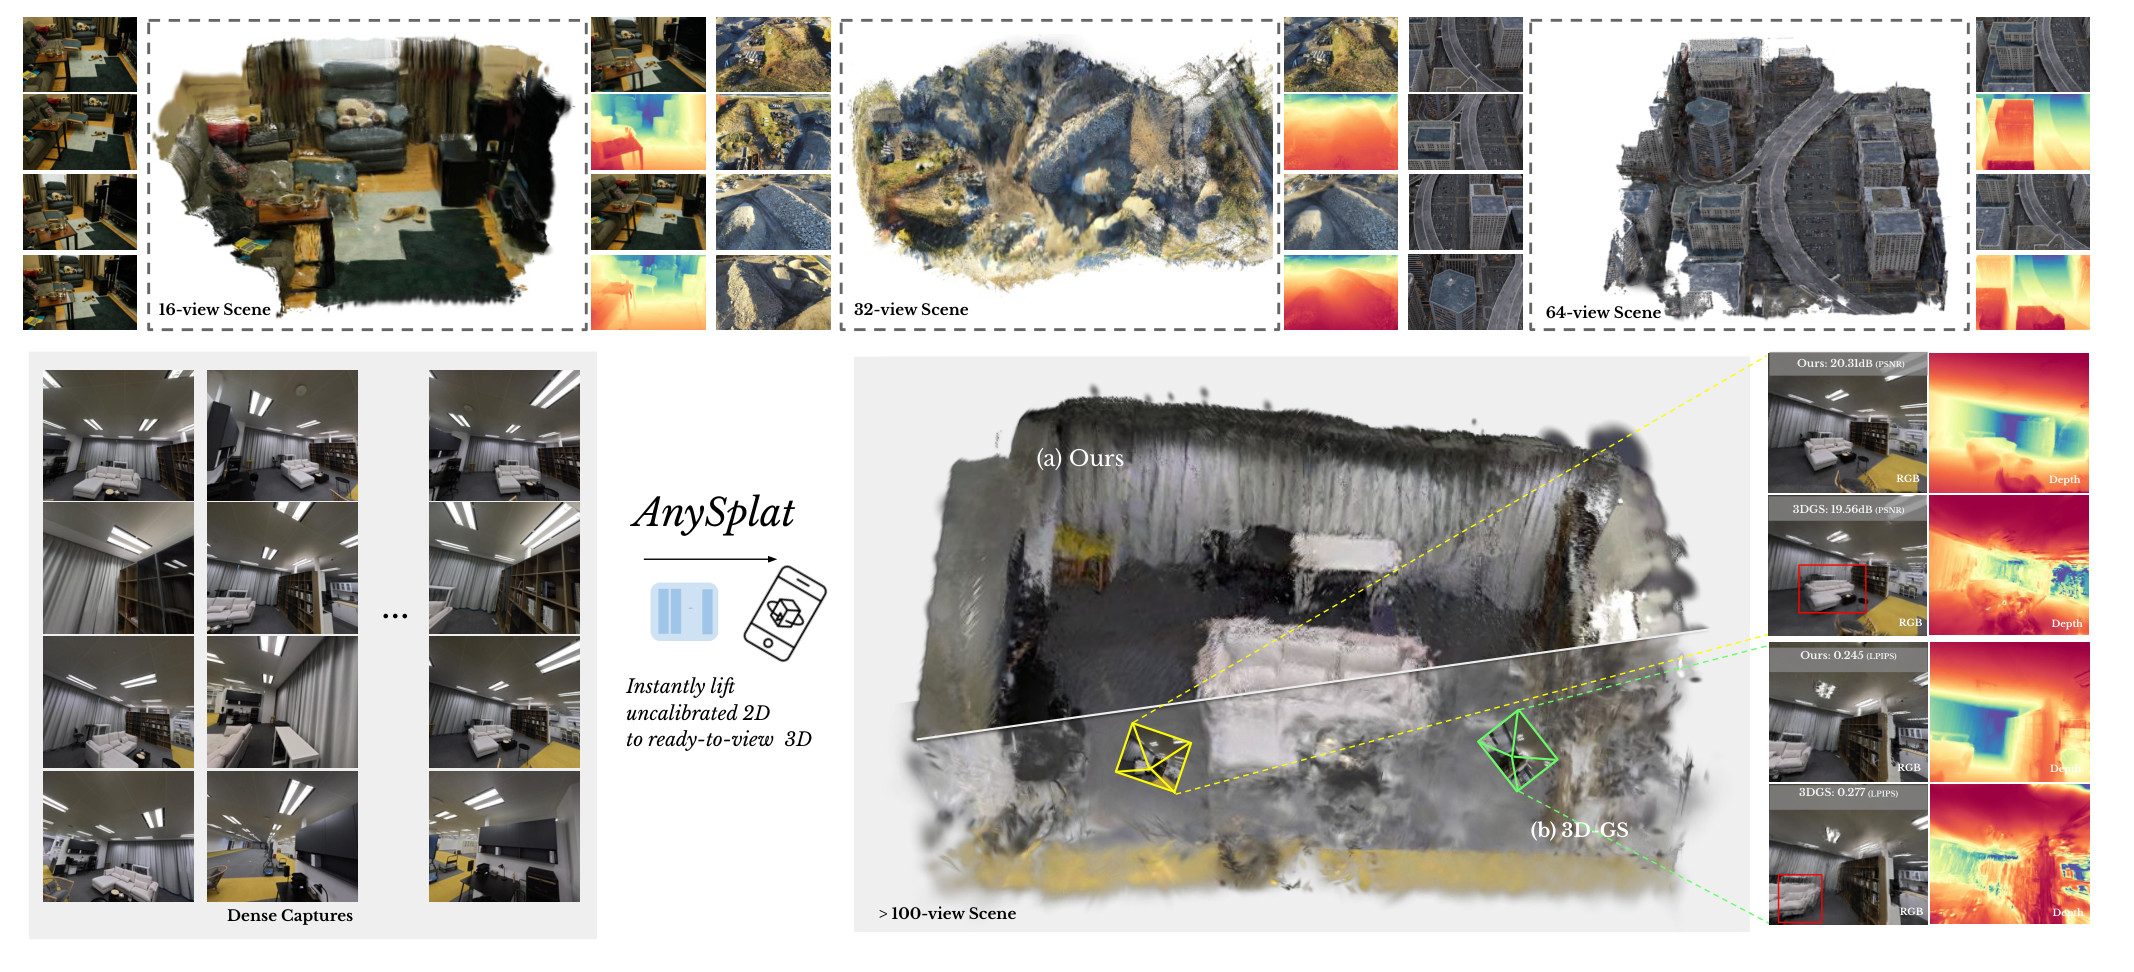 16-view Scene
32-view Scene
64-view Scene
Dense Captures
...
AnySplat
Instantly lift
uncalibrated 2D
to ready-to-view 3D
(a) Ours
(b) 3D-GS
> 100-view Scene
Ours: 20.31dB (PSNR)
RGB
Depth
3DGS: 19.56dB (PSNR)
RGB
Depth
Ours: 0.245 (LPIPS)
RGB
Depth
3DGS: 0.277 (LPIPS)
RGB
Depth